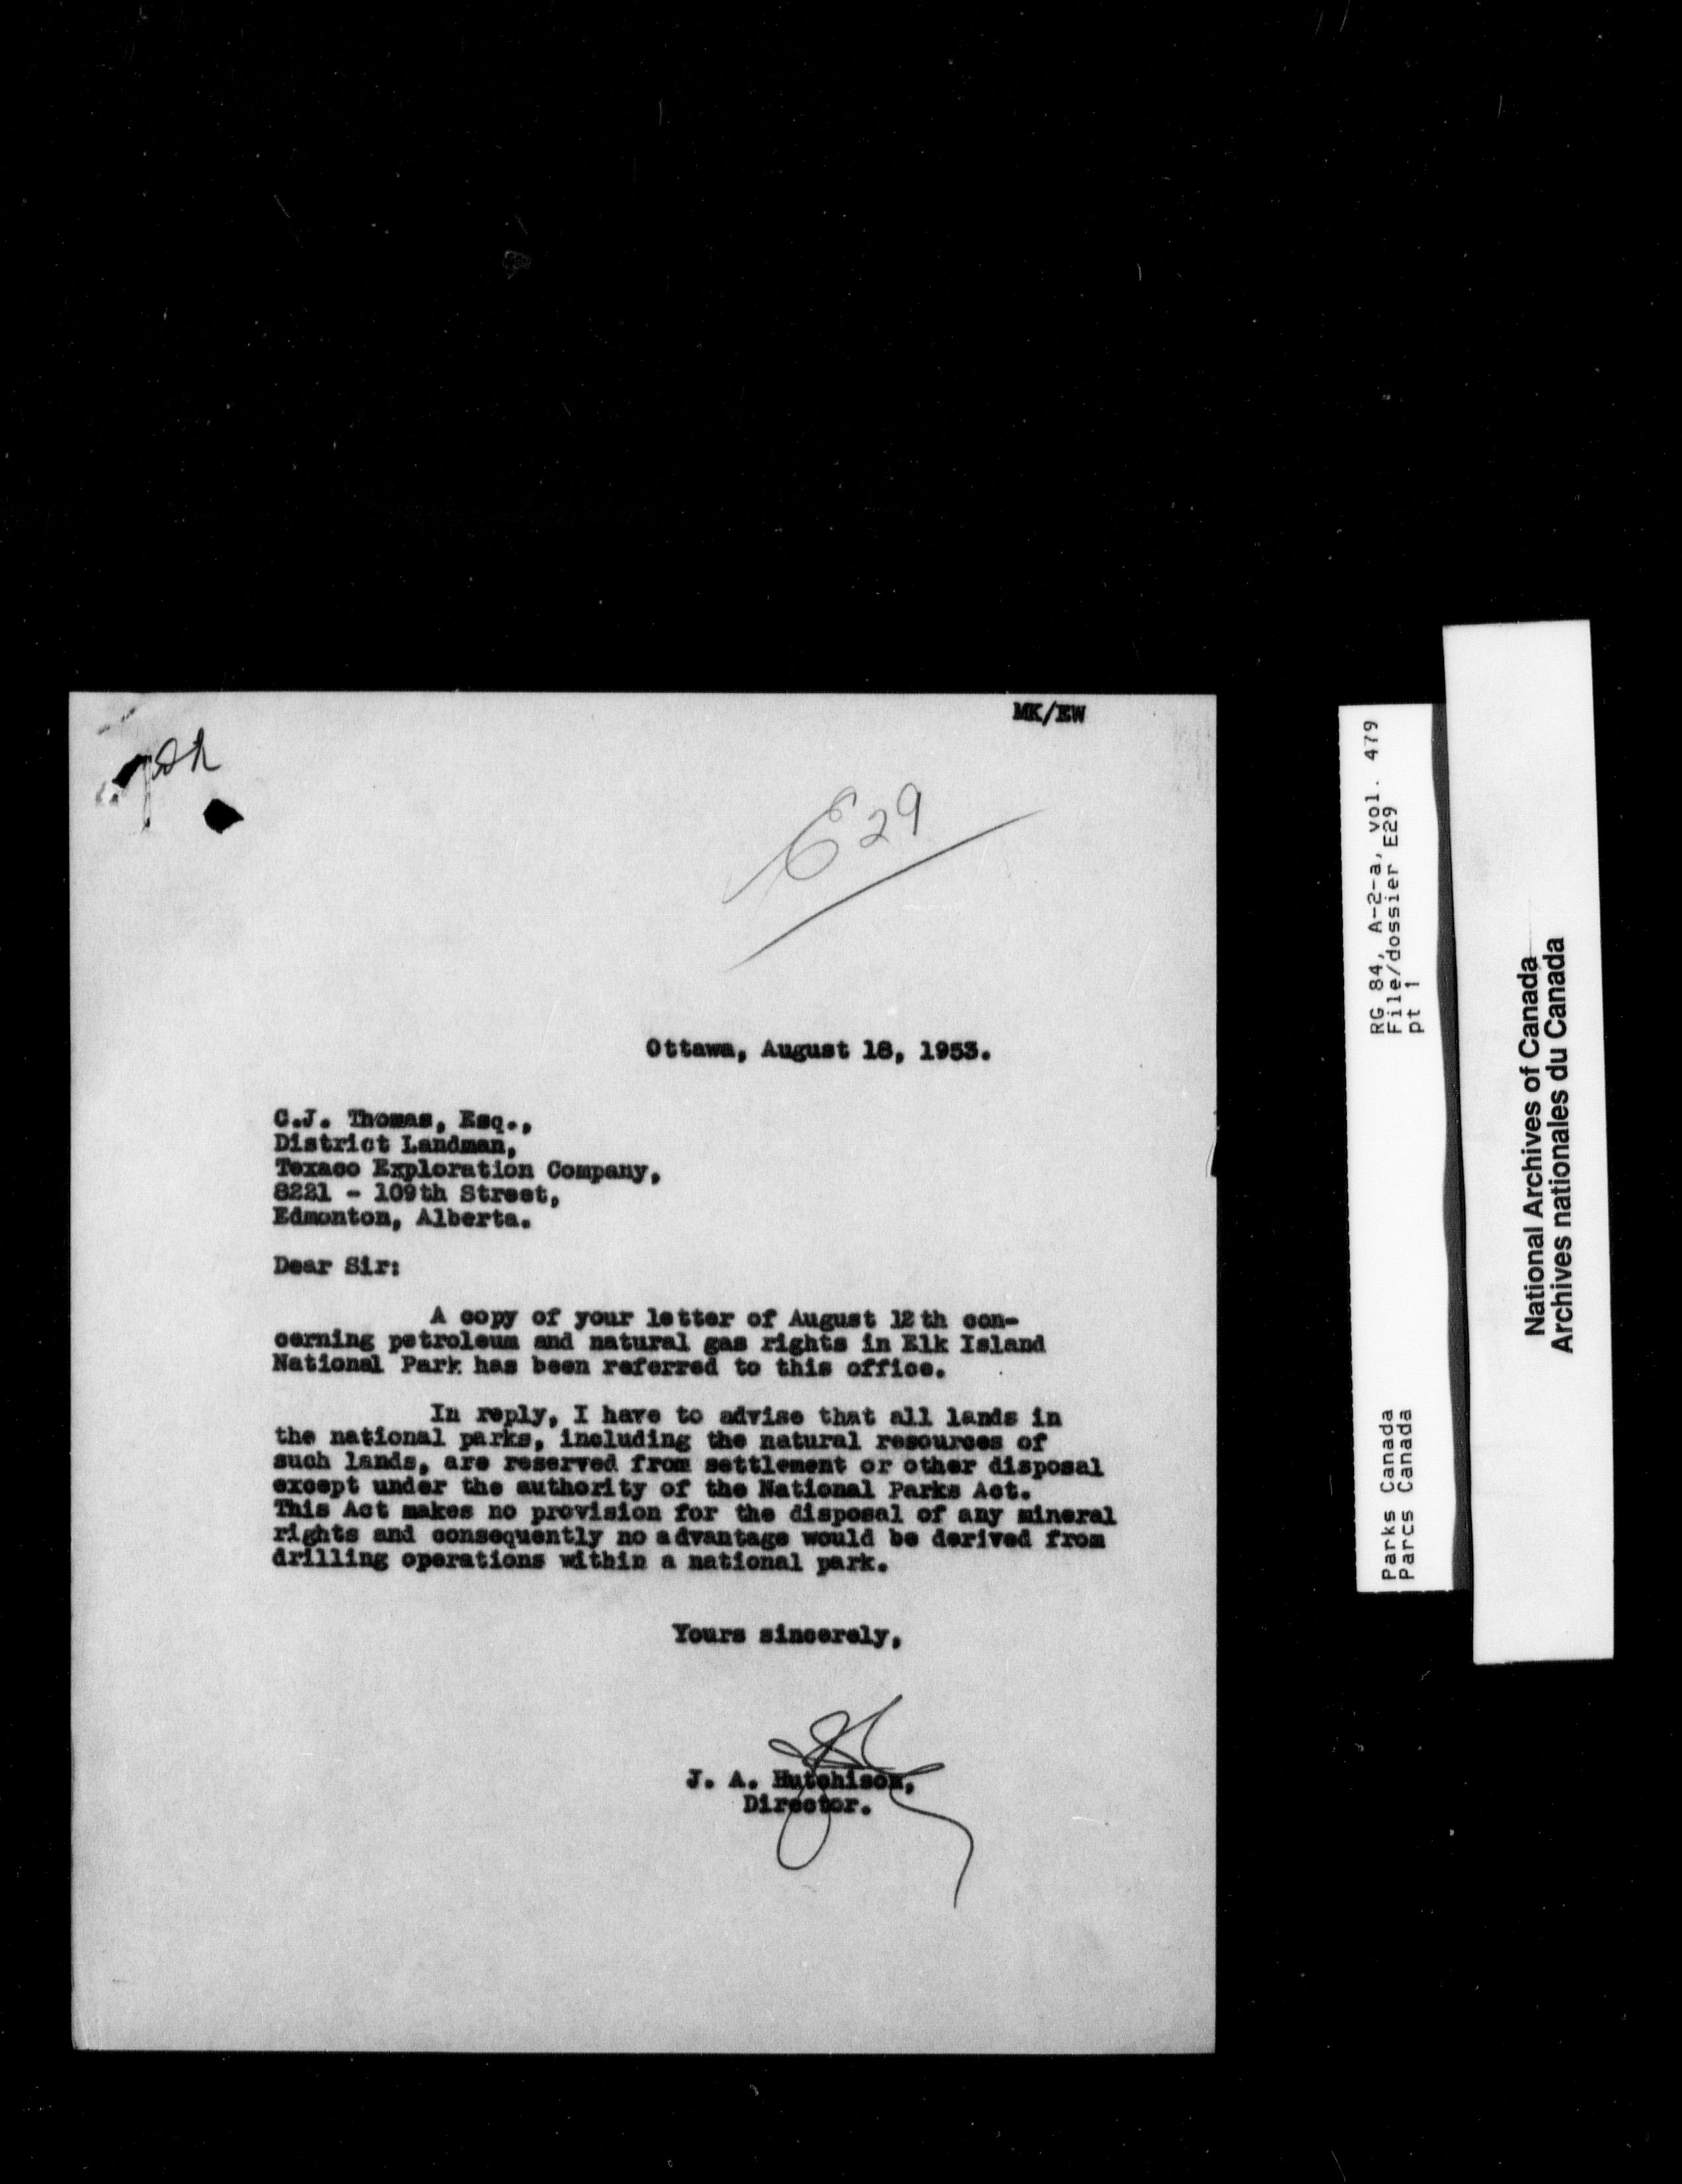 MK/EW
E29
Ottawa, August 18, 1953.
C.J. Thomas, Esq.,
District Landman,
Texaco Exploration Company,
8221 - 109th Street,
Edmonton, Alberta.
Dear Sir:
A copy of your letter of August 12th con-
cerning petroleum and natural gas rights in Elk Island
National Park has been referred to this office.
In reply, I have to advise that all lands in
the national parks, including the natural resources of
such lands, are reserved from settlement or other disposal
except under the authority of the National Parks Act.
This Act makes no provision for the disposal of any mineral
rights and consequently no advantage would be derived from
drilling operations within a national park.
Yours sincerely,
J. A. Hutchison,
Director.
RG 84, A-2-a, vol. 479
File/dossier E29
pt 1
Parks Canada
Parcs Canada
National Archives of Canada
Archives nationales du Canada